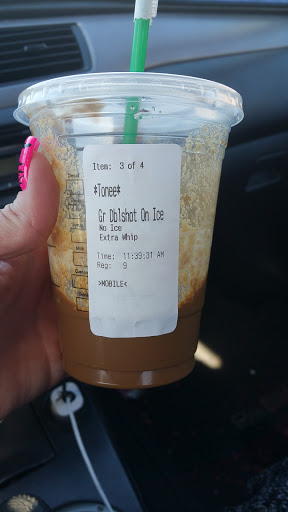 Item: 3 of 4
*Tonee*
Gr Dblshot On Ice
No Ice
Extra Whip
Time: 11:39:31 AM
Reg: 9
>MOBILE<